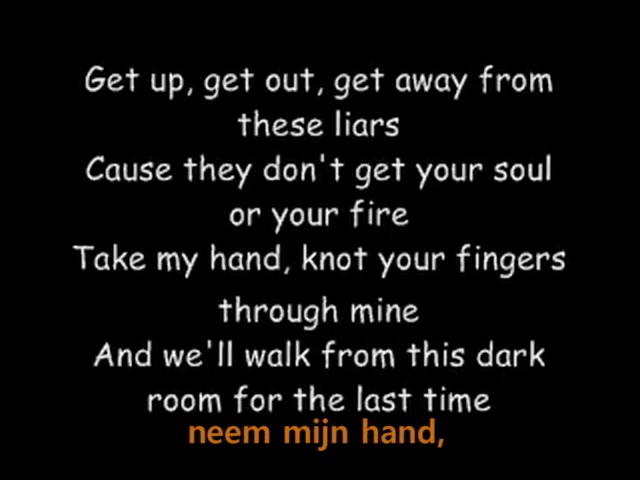 Get up, get out, get away from
these liars
Cause they don't get your soul
or your fire
Take my hand, knot your fingers
through mine
And we'll walk from this dark
room for the last time
neem mijn hand,